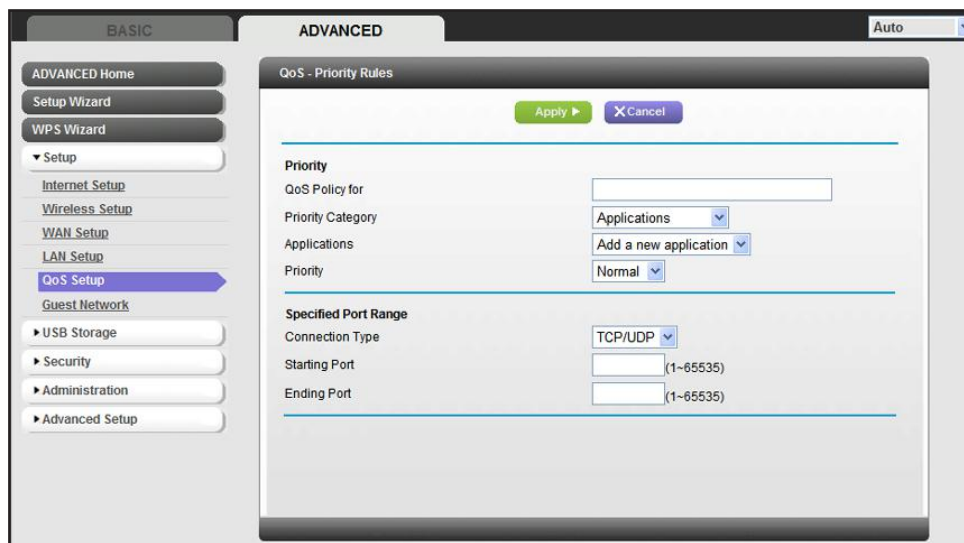 BASIC
ADVANCED
Auto
ADVANCED Home
Setup Wizard
WPS Wizard
Setup
Internet Setup
Wireless Setup
WAN Setup
LAN Setup
QoS Setup
Guest Network
USB Storage
Security
Administration
Advanced Setup
QoS - Priority Rules
Apply
Cancel
Priority
QoS Policy for
Priority Category Applications
Applications Add a new application
Priority Normal
Specified Port Range
Connection Type TCP/UDP
Starting Port (1~65535)
Ending Port (1~65535)